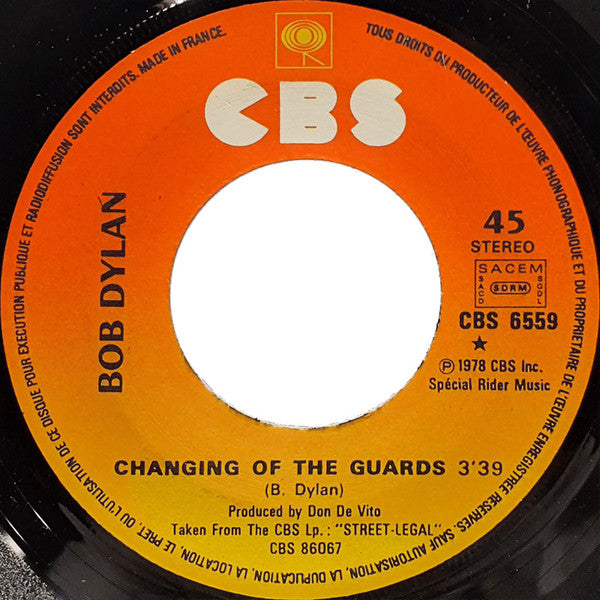 CBS
TOUS DROITS DU PRODUCTEUR DE L'ŒUVRE PHONOGRAPHIQUE ET DU PROPRIETAIRE DE L'ŒUVRE ENREGISTREE RESERVES. SAUF AUTORISATION, LA DUPLICATION, LA LOCATION, LE PRET, OU L'UTILISATION DE CE DISQUE POUR EXECUTION PUBLIQUE ET RADIODIFFUSION SONT INTERDITS. MADE IN FRANCE.
BOB DYLAN
45
STEREO
SACEM
SACD
SDRM
SGDL
CBS 6559
★
Ⓟ 1978 CBS Inc.
Spécial Rider Music
CHANGING OF THE GUARDS 3'39
(B. Dylan)
Produced by Don De Vito
Taken From The CBS Lp.: "STREET-LEGAL"
CBS 86067